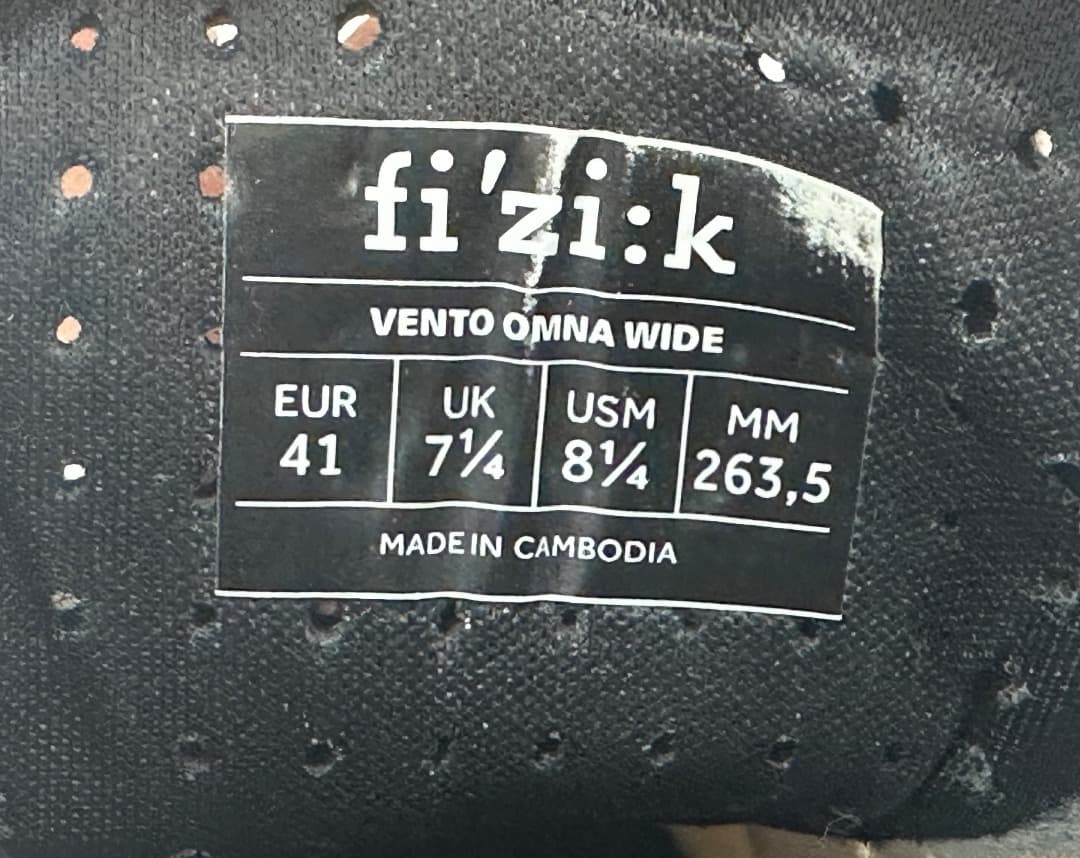 fi'zi:k
VENTO OMNA WIDE
EUR UK USM MM
41 7¼ 8¼ 263,5
MADE IN CAMBODIA